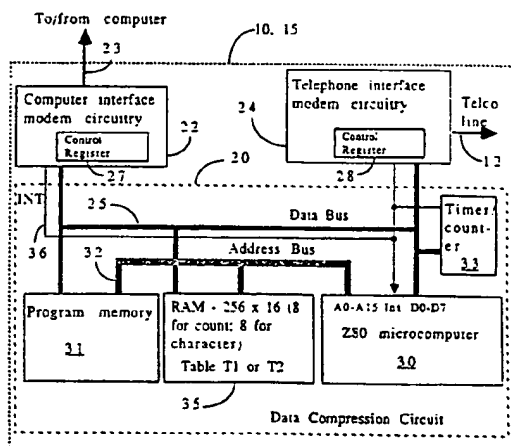 To/from computer
23
10, 15
Computer interface
modem circuitry
Control
Register
27
22
Telephone interface
modem circuitry
Control
Register
28
24
Telco
line
12
20
INT
25
Data Bus
36
32
Address Bus
Timer/
count-
er
33
Program memory
31
RAM - 256 x 16 (8
for count; 8 for
character)
Table T1 or T2
35
A0-A15 Int D0-D7
Z80 microcomputer
30
Data Compression Circuit